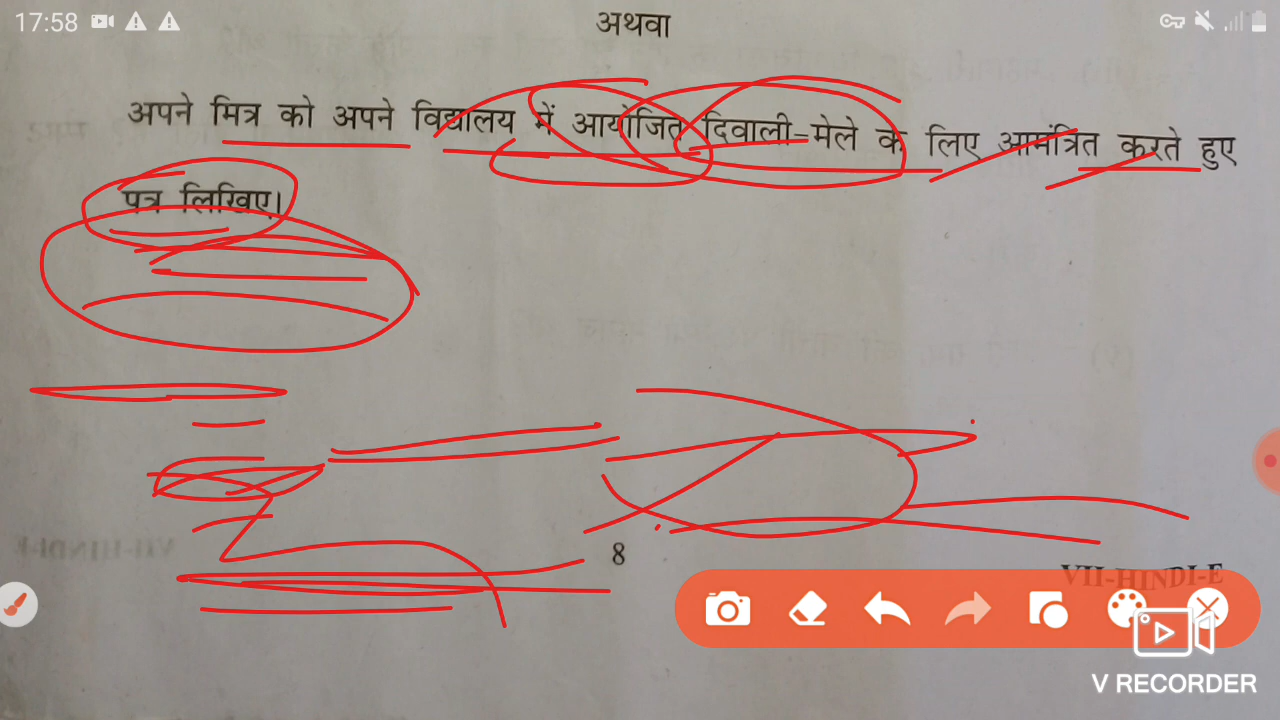 17:58
अथवा
अपने मित्र को अपने विद्यालय में आयोजित दिवाली-मेले के लिए आमंत्रित करते हुए
पत्र लिखिए।
8
VII-HINDI-E
V RECORDER